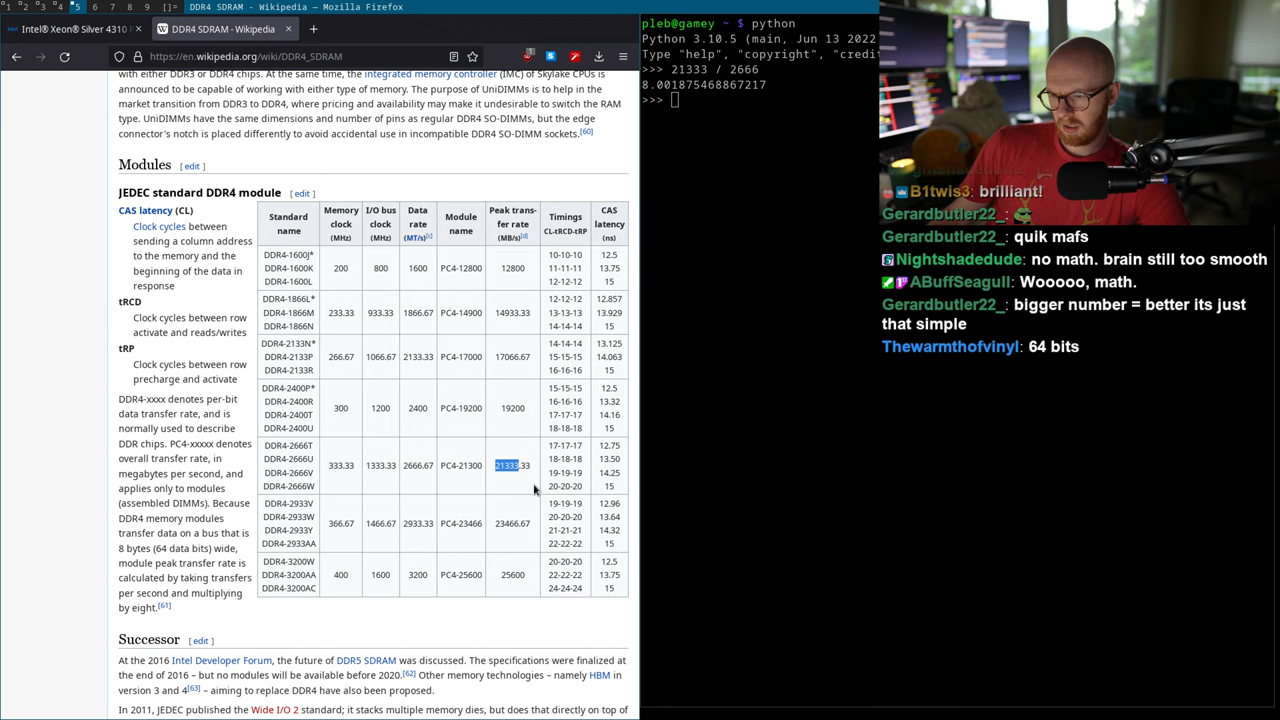 1 2 3 4 5 6 7 8 9 []= DDR4 SDRAM - Wikipedia — Mozilla Firefox
Intel® Xeon® Silver 4310 P
DDR4 SDRAM - Wikipedia
https://en.wikipedia.org/wiki/DDR4_SDRAM
with either DDR3 or DDR4 chips. At the same time, the integrated memory controller (IMC) of Skylake CPUs is
announced to be capable of working with either type of memory. The purpose of UniDIMMs is to help in the
market transition from DDR3 to DDR4, where pricing and availability may make it undesirable to switch the RAM
type. UniDIMMs have the same dimensions and number of pins as regular DDR4 SO-DIMMs, but the edge
connector's notch is placed differently to avoid accidental use in incompatible DDR4 SO-DIMM sockets.[60]
Modules [ edit ]
JEDEC standard DDR4 module [ edit ]
CAS latency (CL)
Clock cycles between
sending a column address
to the memory and the
beginning of the data in
response
tRCD
Clock cycles between row
activate and reads/writes
tRP
Clock cycles between row
precharge and activate
DDR4-xxxx denotes per-bit
data transfer rate, and is
normally used to describe
DDR chips. PC4-xxxxx denotes
overall transfer rate, in
megabytes per second, and
applies only to modules
(assembled DIMMs). Because
DDR4 memory modules
transfer data on a bus that is
8 bytes (64 data bits) wide,
module peak transfer rate is
calculated by taking transfers
per second and multiplying
by eight.[61]
Standard name Memory clock (MHz) I/O bus clock (MHz) Data rate (MT/s)[c] Module name Peak trans- fer rate (MB/s)[d] Timings CL-tRCD-tRP CAS latency (ns)
DDR4-1600J* 10-10-10 12.5
DDR4-1600K 200 800 1600 PC4-12800 12800 11-11-11 13.75
DDR4-1600L 12-12-12 15
DDR4-1866L* 12-12-12 12.857
DDR4-1866M 233.33 933.33 1866.67 PC4-14900 14933.33 13-13-13 13.929
DDR4-1866N 14-14-14 15
DDR4-2133N* 14-14-14 13.125
DDR4-2133P 266.67 1066.67 2133.33 PC4-17000 17066.67 15-15-15 14.063
DDR4-2133R 16-16-16 15
DDR4-2400P* 15-15-15 12.5
DDR4-2400R 16-16-16 13.32
300 1200 2400 PC4-19200 19200
DDR4-2400T 17-17-17 14.16
DDR4-2400U 18-18-18 15
DDR4-2666T 17-17-17 12.75
DDR4-2666U 18-18-18 13.50
333.33 1333.33 2666.67 PC4-21300 21333.33
DDR4-2666V 19-19-19 14.25
DDR4-2666W 20-20-20 15
DDR4-2933V 19-19-19 12.96
DDR4-2933W 20-20-20 13.64
366.67 1466.67 2933.33 PC4-23466 23466.67
DDR4-2933Y 21-21-21 14.32
DDR4-2933AA 22-22-22 15
DDR4-3200W 20-20-20 12.5
DDR4-3200AA 400 1600 3200 PC4-25600 25600 22-22-22 13.75
DDR4-3200AC 24-24-24 15
Successor [ edit ]
At the 2016 Intel Developer Forum, the future of DDR5 SDRAM was discussed. The specifications were finalized at
the end of 2016 – but no modules will be available before 2020.[62] Other memory technologies – namely HBM in
version 3 and 4[63] – aiming to replace DDR4 have also been proposed.
In 2011, JEDEC published the Wide I/O 2 standard; it stacks multiple memory dies, but does that directly on top of
pleb@gamey ~ $ python
Python 3.10.5 (main, Jun 13 2022
Type "help", "copyright", "credit
>>> 21333 / 2666
8.001875468867217
>>>
B1twis3: brilliant!
Gerardbutler22_:
Gerardbutler22_: quik mafs
Nightshadedude: no math. brain still too smooth
ABuffSeagull: Wooooo, math.
Gerardbutler22_: bigger number = better its just
that simple
Thewarmthofvinyl: 64 bits